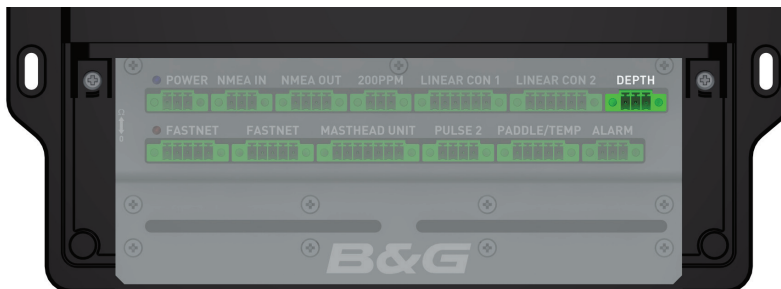 POWER NMEA IN NMEA OUT 200PPM LINEAR CON 1 LINEAR CON 2 DEPTH
FASTNET FASTNET MASTHEAD UNIT PULSE 2 PADDLE/TEMP ALARM
B&G